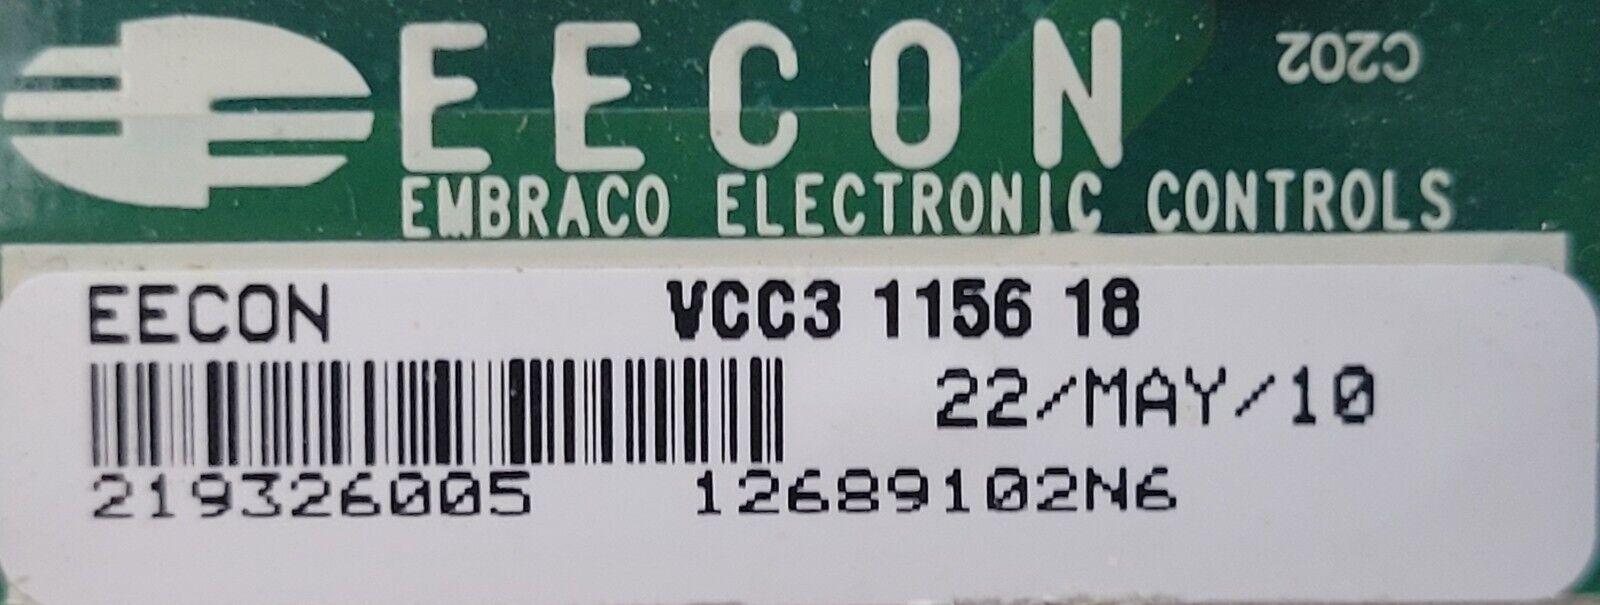 EECON
C202
EMBRACO ELECTRONIC CONTROLS
EECON VCC3 1156 18
22/MAY/10
219326005 12689102N6